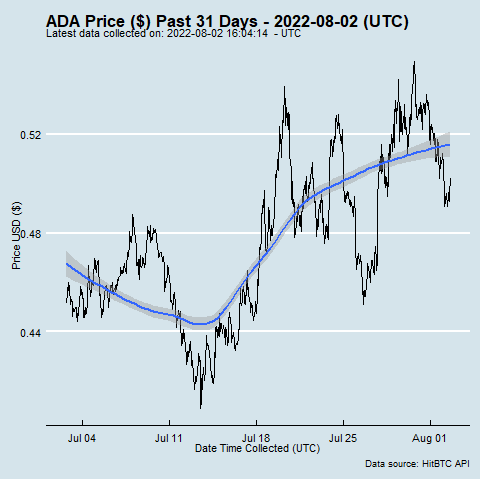 ADA Price ($) Past 31 Days - 2022-08-02 (UTC)
Latest data collected on: 2022-08-02 16:04:14 - UTC
0.52
0.48
0.44
Price USD ($)
Jul 04
Jul 11
Jul 18
Jul 25
Aug 01
Date Time Collected (UTC)
Data source: HitBTC API